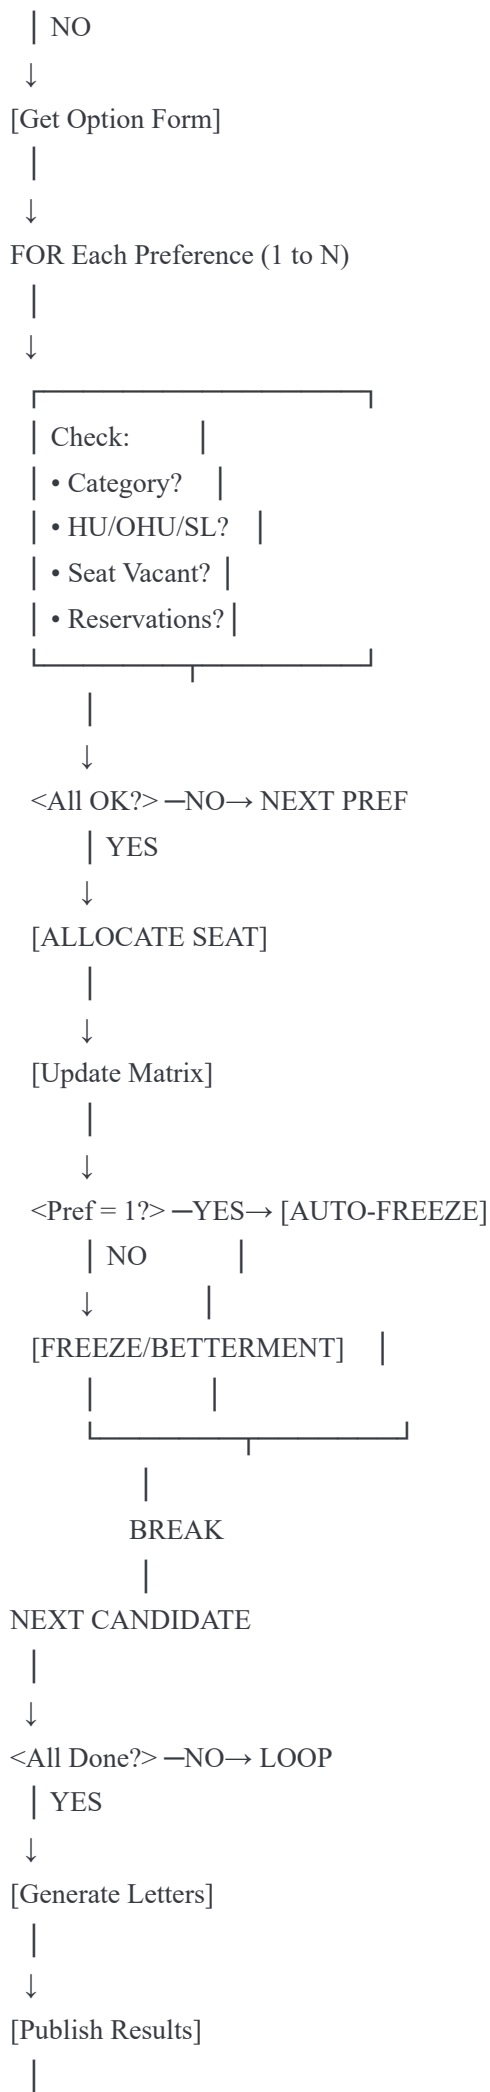 │ NO
↓
[Get Option Form]
│
↓
FOR Each Preference (1 to N)
│
↓
┌─────────────────┐
│ Check: │
│ • Category? │
│ • HU/OHU/SL? │
│ • Seat Vacant? │
│ • Reservations?│
└────────┬────────┘
│
↓
<All OK?> ─NO→ NEXT PREF
│ YES
↓
[ALLOCATE SEAT]
│
↓
[Update Matrix]
│
↓
<Pref = 1?> ─YES→ [AUTO-FREEZE]
│ NO │
↓ │
[FREEZE/BETTERMENT] │
│ │
└────────┬────────┘
│
BREAK
│
NEXT CANDIDATE
│
↓
<All Done?> ─NO→ LOOP
│ YES
↓
[Generate Letters]
│
↓
[Publish Results]
│